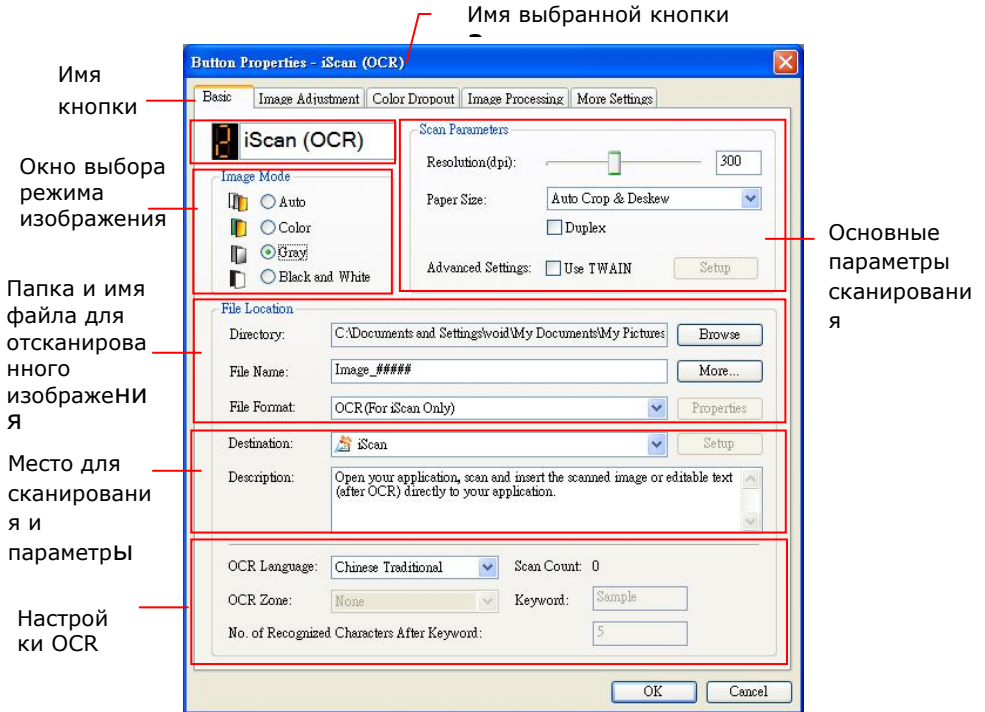 Имя выбранной кнопки
Button Properties - iScan (OCR)
Имя
кнопки
Basic
Image Adjustment
Color Dropout
Image Processing
More Settings
2 iScan (OCR)
Окно выбора
режима
изображения
Image Mode
Auto
Color
Gray
Black and White
Scan Parameters
Resolution(dpi): 300
Paper Size: Auto Crop & Deskew
Duplex
Advanced Settings: Use TWAIN Setup
Основные
параметры
сканировани
я
Папка и имя
файла для
отсканирова
нного
изображеНИ
Я
File Location
Directory: C:\Documents and Settings\void\My Documents\My Pictures Browse
File Name: Image_##### More...
File Format: OCR(For iScan Only) Properties
Место для
сканировани
я и
параметрЫ
Destination: iScan Setup
Description: Open your application, scan and insert the scanned image or editable text
(after OCR) directly to your application.
Настрой
ки OCR
OCR Language: Chinese Traditional Scan Count: 0
OCR Zone: None Keyword: Sample
No. of Recognized Characters After Keyword: 5
OK Cancel